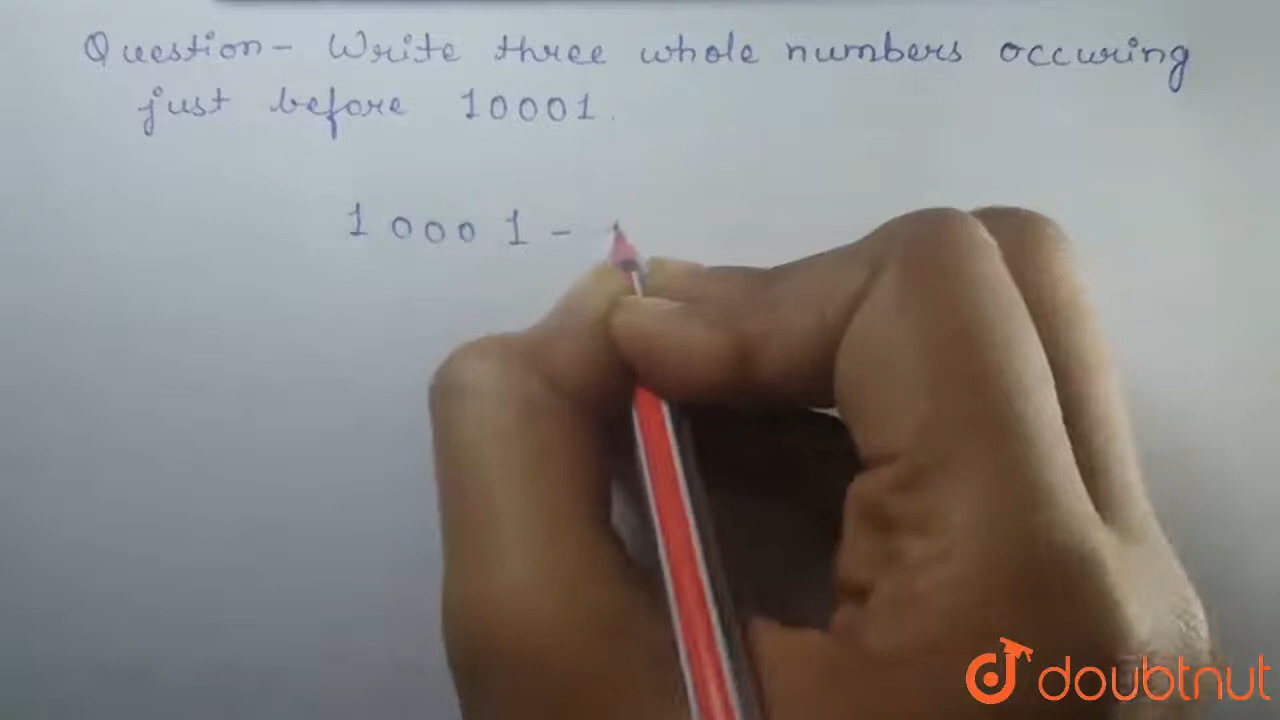 Question - Write three whole numbers occuring
just before 10001.
10001 -
doubtnut